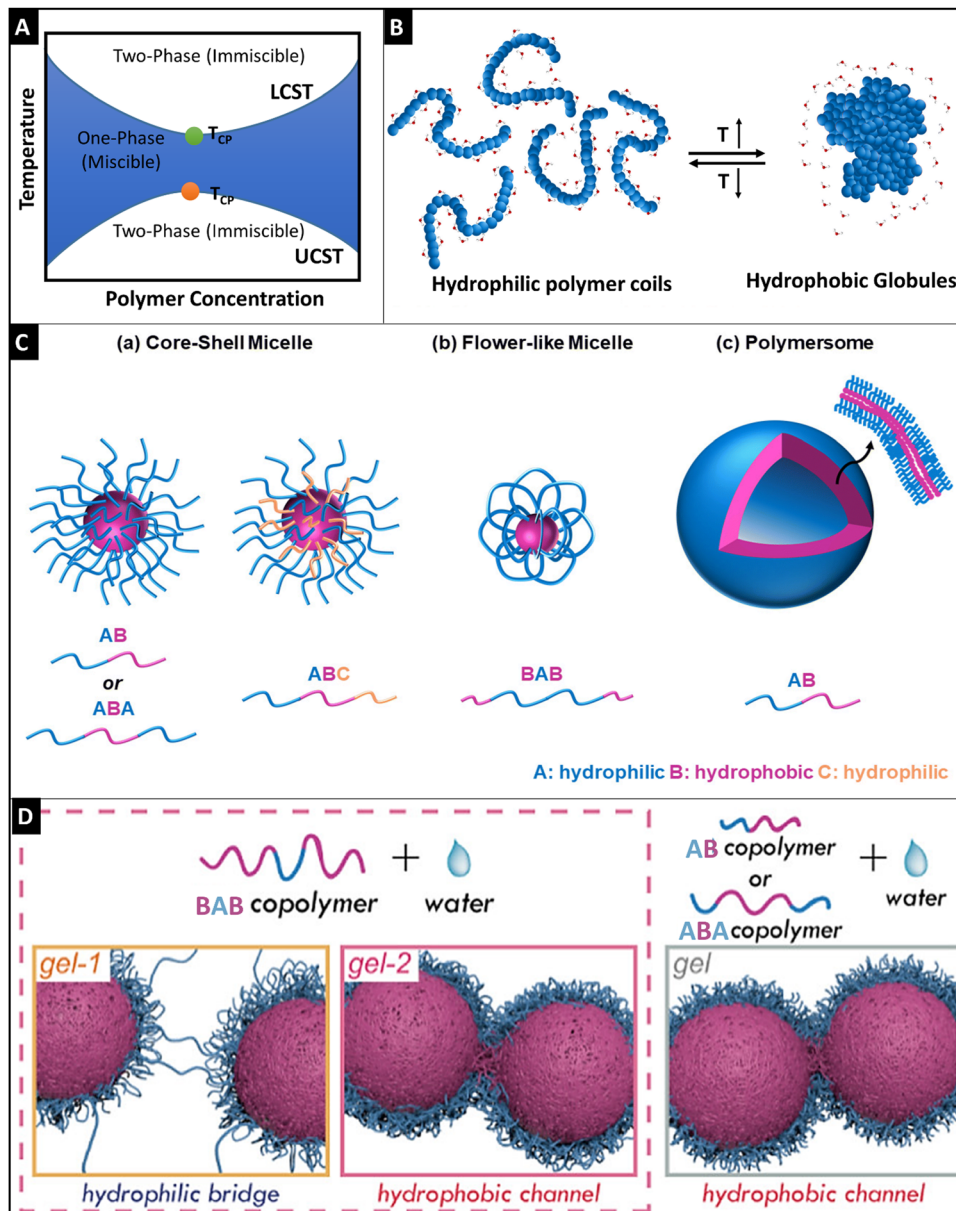 A
Two-Phase (Immiscible)
LCST
T_CP
One-Phase
(Miscible)
T_CP
Two-Phase (Immiscible)
UCST
Temperature
Polymer Concentration
B
T
T
Hydrophilic polymer coils
Hydrophobic Globules
C
(a) Core-Shell Micelle
(b) Flower-like Micelle
(c) Polymersome
AB
or
ABA
ABC
BAB
AB
A: hydrophilic B: hydrophobic C: hydrophilic
D
BAB copolymer
+
water
AB copolymer
or
ABA copolymer
+
water
gel-1
gel-2
gel
hydrophilic bridge
hydrophobic channel
hydrophobic channel